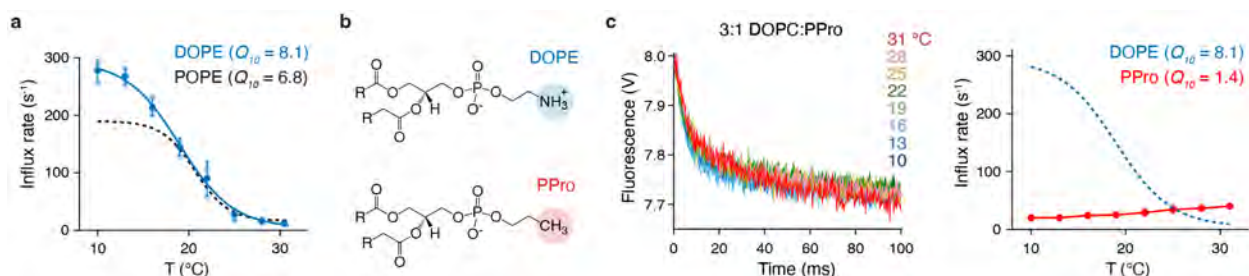 a
DOPE (Q10 = 8.1)
POPE (Q10 = 6.8)
Influx rate (s⁻¹)
300
200
100
0
10
20
30
T (°C)
b
DOPE
R
O
O
O
P
O
O⁻
O
NH₃⁺
R
O
H
O
PPro
R
O
O
O
P
O
O⁻
O
CH₃
R
O
H
O
c
3:1 DOPC:PPro
31 °C
28
25
22
19
16
13
10
Fluorescence (V)
8.0
7.9
7.8
7.7
0
20
40
60
80
100
Time (ms)
DOPE (Q10 = 8.1)
PPro (Q10 = 1.4)
Influx rate (s⁻¹)
300
200
100
0
10
20
30
T (°C)